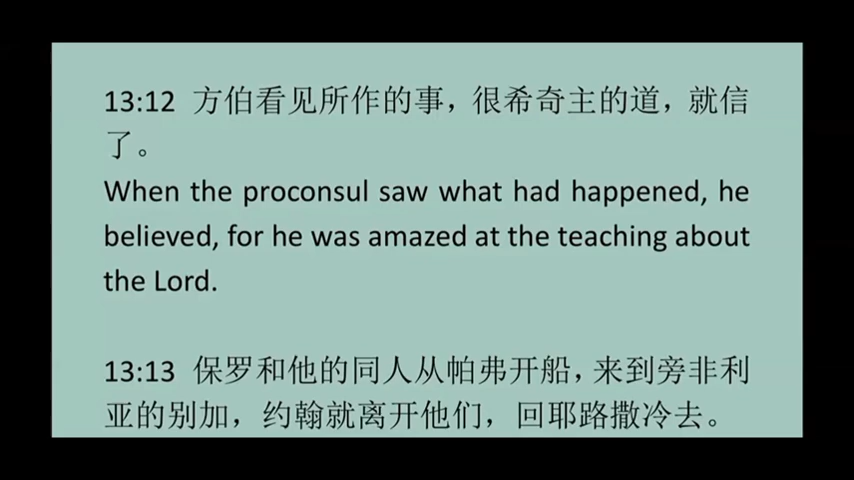 13:12 方伯看见所作的事，很希奇主的道，就信
了。
When the proconsul saw what had happened, he
believed, for he was amazed at the teaching about
the Lord.
13:13 保罗和他的同人从帕弗开船，来到旁非利
亚的别加，约翰就离开他们，回耶路撒冷去。